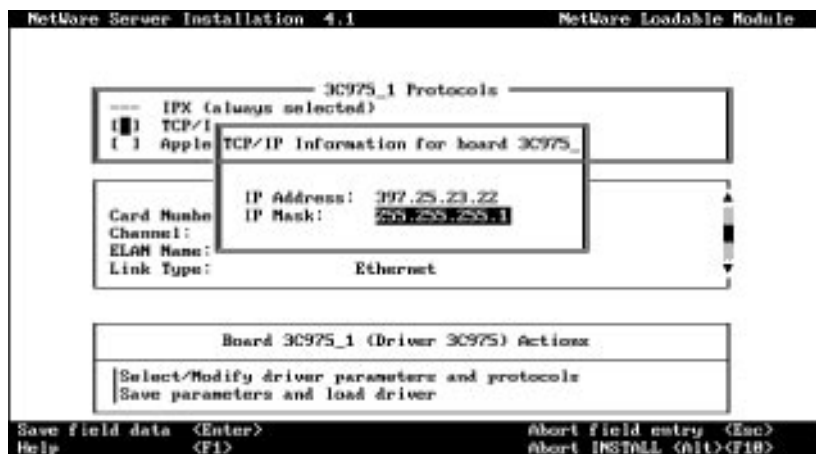 NetWare Server Installation 4.1 NetWare Loadable Module
3C975_1 Protocols
--- IPX (always selected)
[ ] TCP/I
[ ] Apple
TCP/IP Information for board 3C975_
IP Address: 397.25.23.22
IP Mask: 255.255.255.1
Card Numbe
Channel:
ELAN Name:
Link Type: Ethernet
Board 3C975_1 (Driver 3C975) Actions
Select/Modify driver parameters and protocols
Save parameters and load driver
Save field data <Enter> Abort field entry <Esc>
Help <F1> Abort INSTALL <Alt><F10>